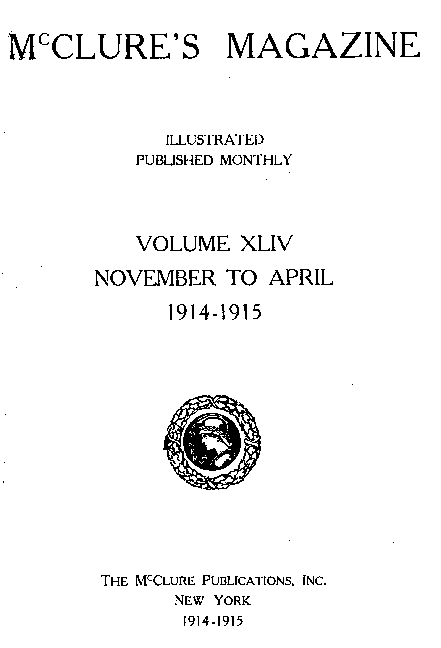 McCLURE'S MAGAZINE
ILLUSTRATED
PUBLISHED MONTHLY
VOLUME XLIV
NOVEMBER TO APRIL
1914-1915
THE McCLURE PUBLICATIONS, INC.
NEW YORK
1914-1915